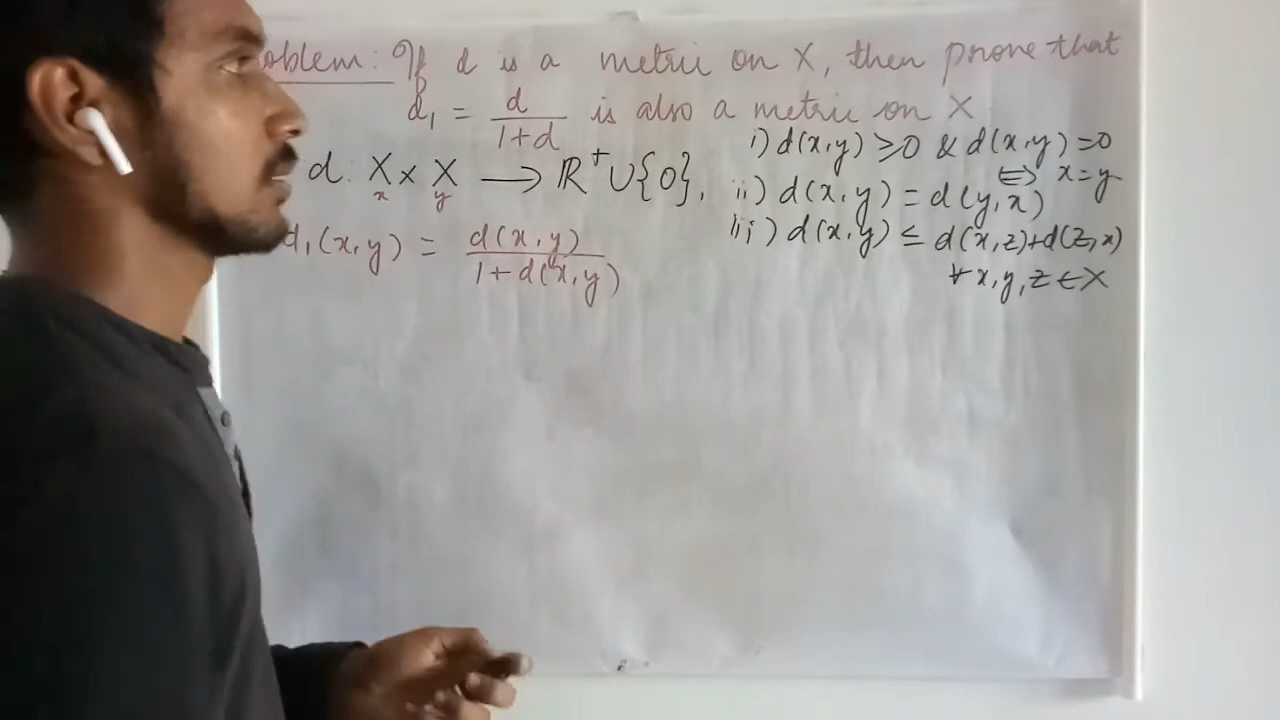 oblem: If d is a metric on X, then prove that
d₁ = d/(1+d) is also a metric on X.
d: X × X → ℝ⁺∪{0},
x y
i) d(x,y) ≥ 0 & d(x,y) = 0
⇔ x=y
ii) d(x,y) = d(y,x)
iii) d(x,y) ≤ d(x,z)+d(z,x)
∀ x,y,z ∈ X
d₁(x,y) = d(x,y)/(1+d(x,y))